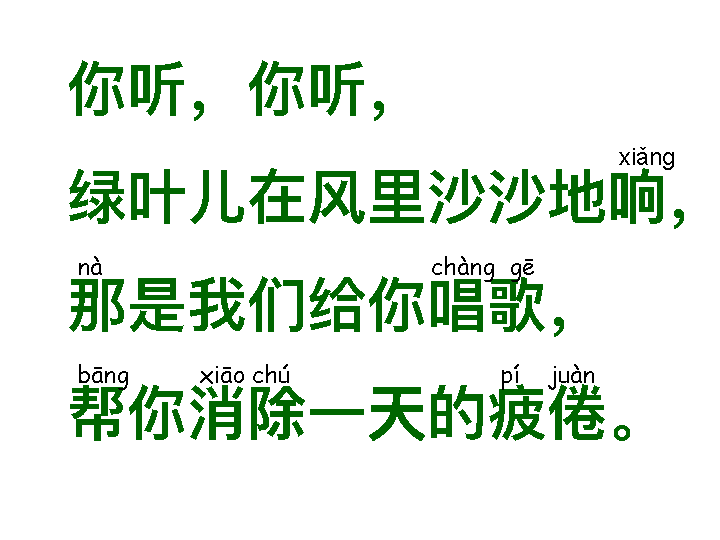 你听，你听，
xiǎng
绿叶儿在风里沙沙地响，
nà chàng gē
那是我们给你唱歌，
bāng xiāo chú pí juàn
帮你消除一天的疲倦。